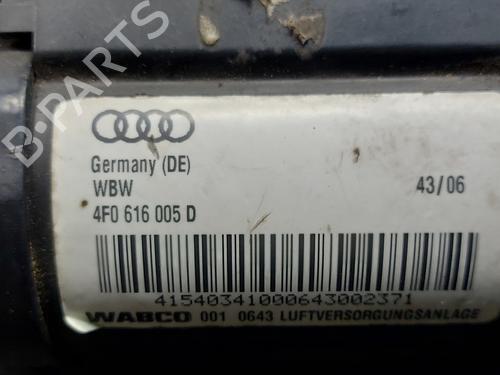 B-PARTS
Germany (DE)
WBW 43/06
4F0 616 005 D
41540341000643002371
WABCO 001 0643 LUFTVERSORGUNGSANLAGE